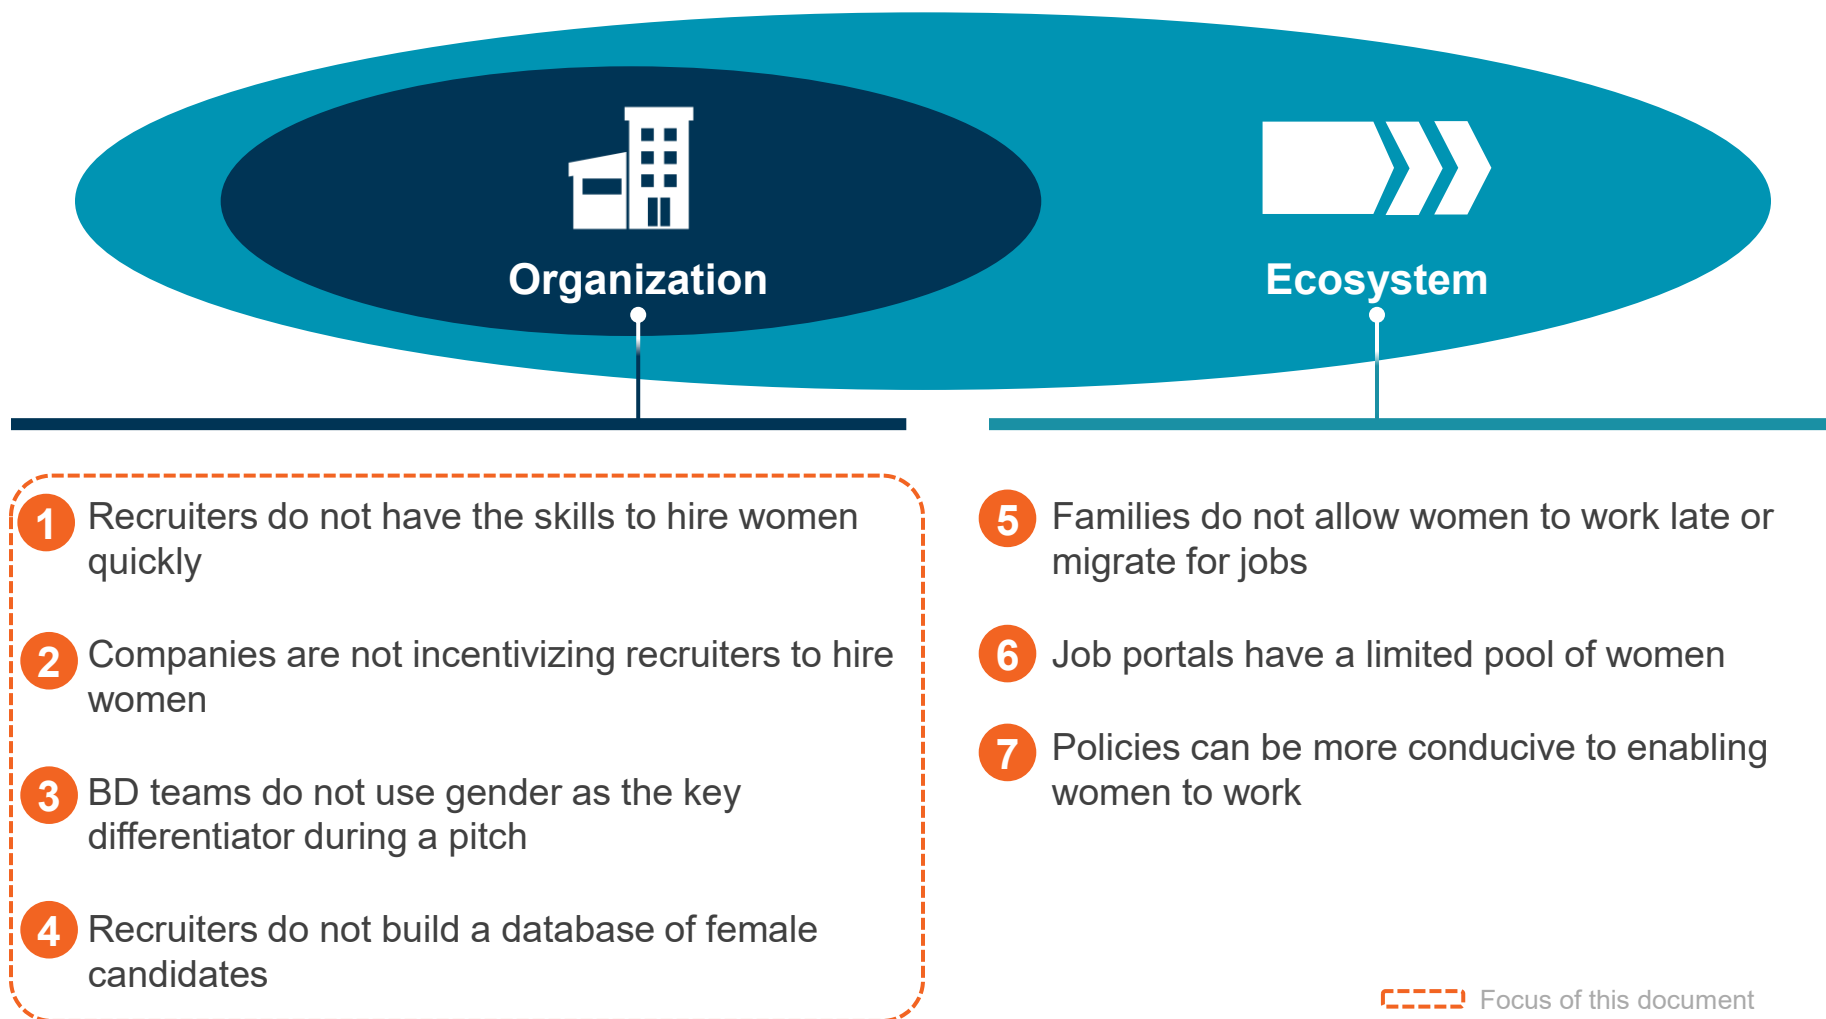 Organization
Ecosystem
1
Recruiters do not have the skills to hire women
quickly
2
Companies are not incentivizing recruiters to hire
women
3
BD teams do not use gender as the key
differentiator during a pitch
4
Recruiters do not build a database of female
candidates
5
Families do not allow women to work late or
migrate for jobs
6
Job portals have a limited pool of women
7
Policies can be more conducive to enabling
women to work
Focus of this document